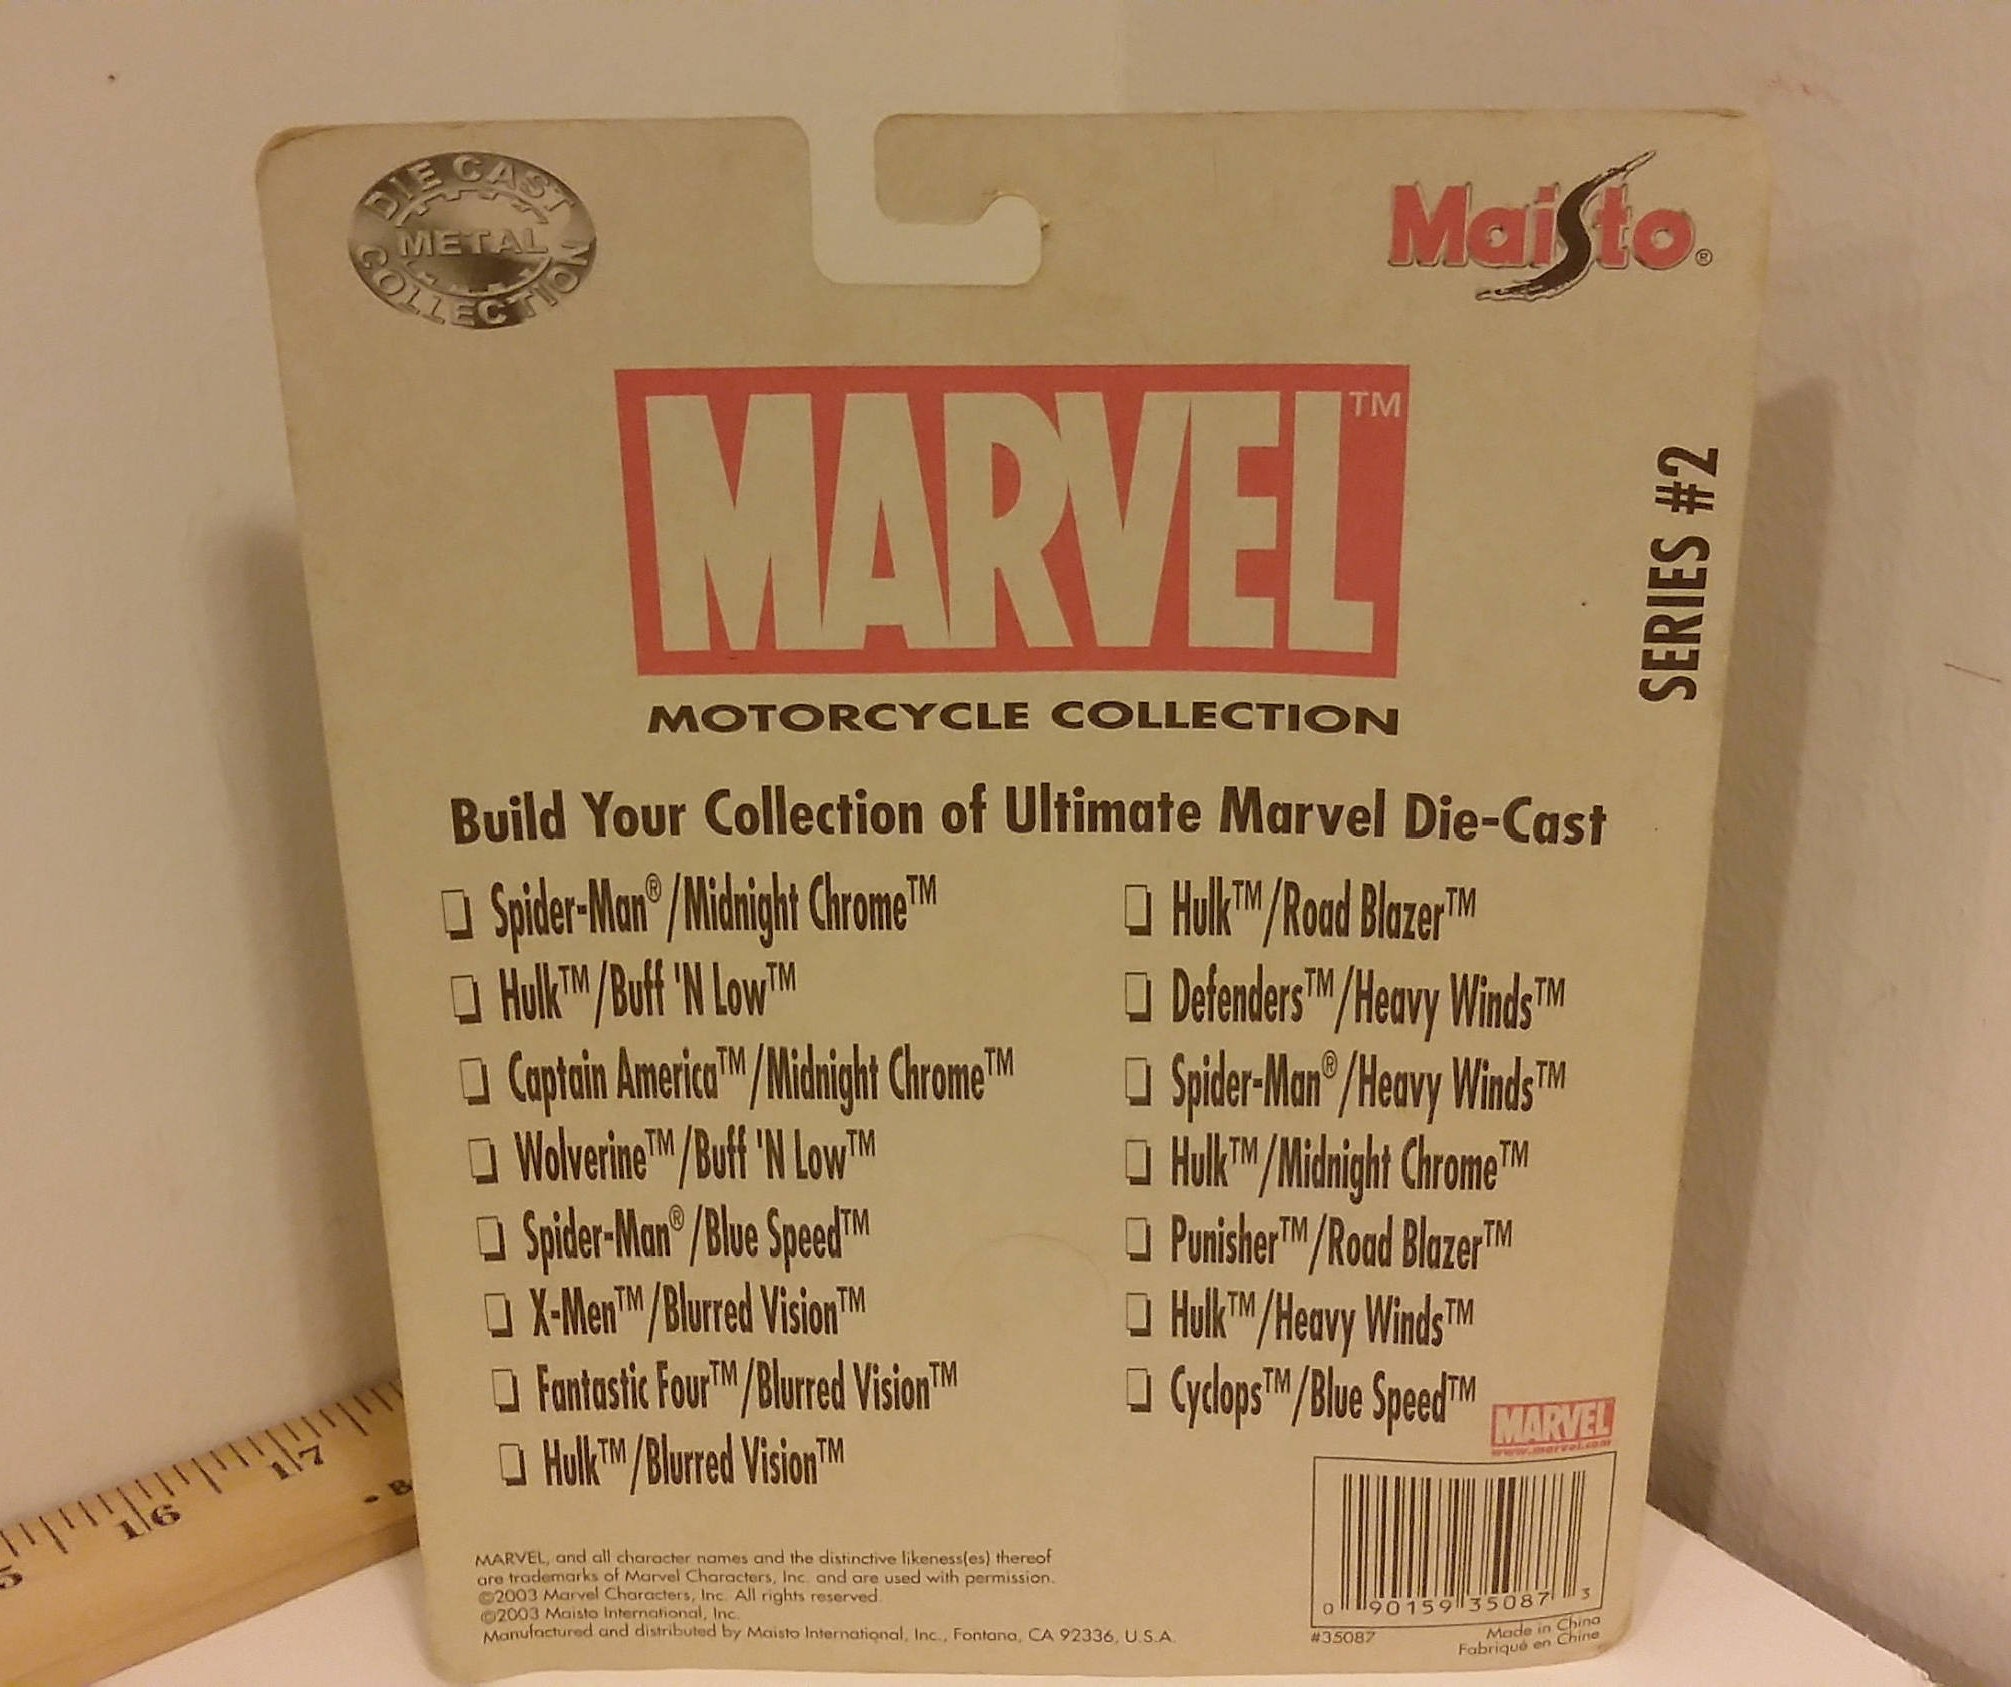 DIE CAST
METAL
COLLECTION
Maisto®
MARVEL™
MOTORCYCLE COLLECTION
SERIES #2
Build Your Collection of Ultimate Marvel Die-Cast
❏ Spider-Man®/Midnight Chrome™
❏ Hulk™/Buff 'N Low™
❏ Captain America™/Midnight Chrome™
❏ Wolverine™/Buff 'N Low™
❏ Spider-Man®/Blue Speed™
❏ X-Men™/Blurred Vision™
❏ Fantastic Four™/Blurred Vision™
❏ Hulk™/Blurred Vision™
❏ Hulk™/Road Blazer™
❏ Defenders™/Heavy Winds™
❏ Spider-Man®/Heavy Winds™
❏ Hulk™/Midnight Chrome™
❏ Punisher™/Road Blazer™
❏ Hulk™/Heavy Winds™
❏ Cyclops™/Blue Speed™
MARVEL
www.marvel.com
MARVEL, and all character names and the distinctive likeness(es) thereof
are trademarks of Marvel Characters, Inc. and are used with permission.
©2003 Marvel Characters, Inc. All rights reserved.
©2003 Maisto International, Inc.
Manufactured and distributed by Maisto International, Inc., Fontana, CA 92336, U.S.A.
0 90159 35087 3
#35087
Made in China
Fabriqué en Chine
5 16 17
• B